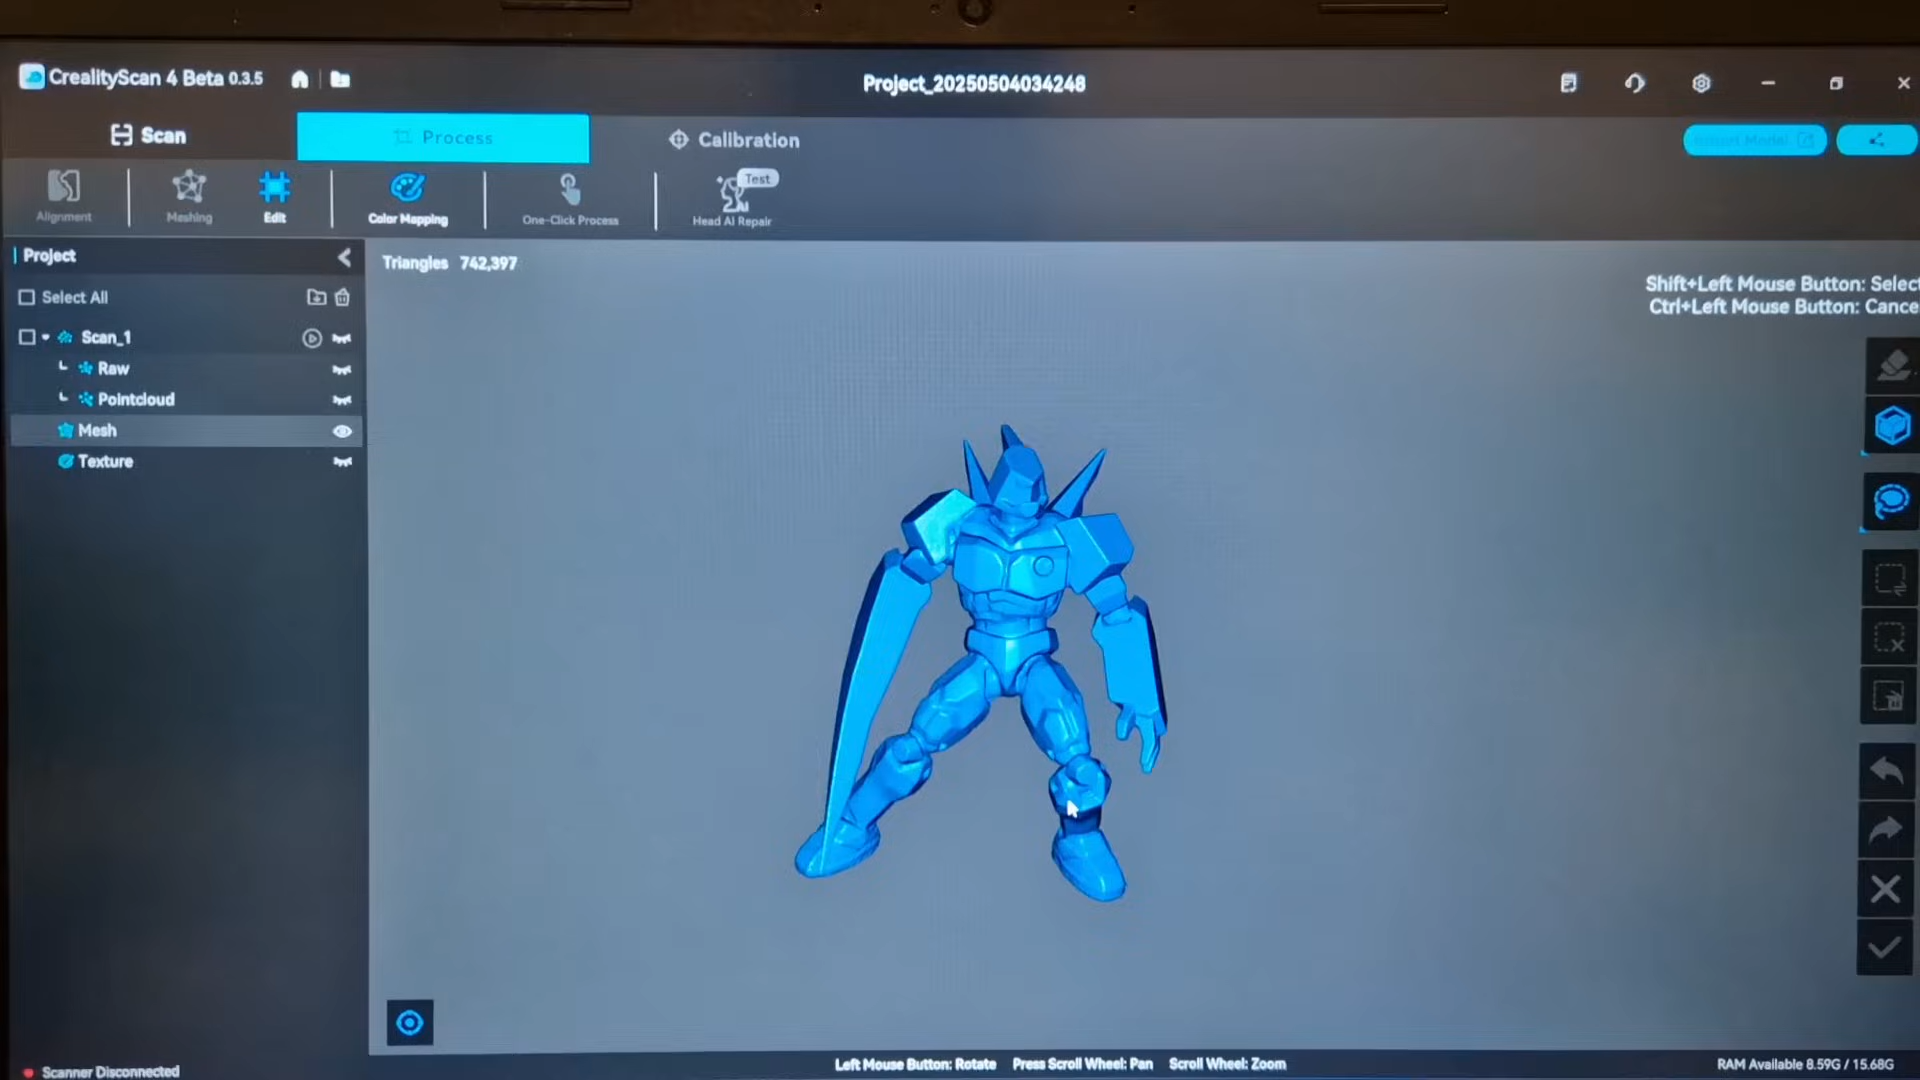 CrealityScan 4 Beta 0.3.5
Project_20250504034248
Scan
Process
Calibration
Import Model
Alignment
Meshing
Edit
Color Mapping
One-Click Process
Test
Head AI Repair
Project
Triangles 742,397
Shift+Left Mouse Button: Select
Ctrl+Left Mouse Button: Cance
Select All
Scan_1
Raw
Pointcloud
Mesh
Texture
Left Mouse Button: Rotate Press Scroll Wheel: Pan Scroll Wheel: Zoom
Scanner Disconnected
RAM Available 8.59G / 15.68G